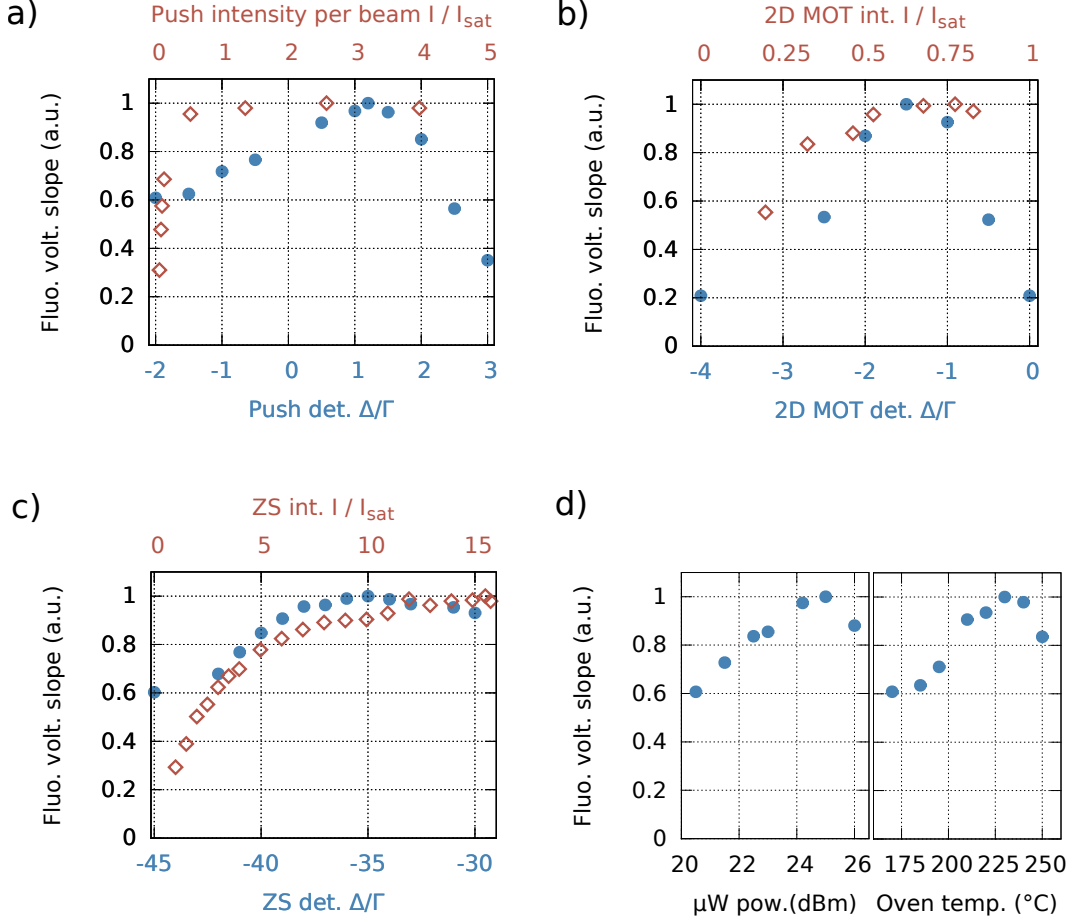 a)
Push intensity per beam I / Isat
0 1 2 3 4 5
Fluo. volt. slope (a.u.)
1
0.8
0.6
0.4
0.2
0
-2 -1 0 1 2 3
Push det. Δ/Γ
b)
2D MOT int. I / Isat
0 0.2 0.32 0.5 0.67 0.75 1
Fluo. volt. slope (a.u.)
1
0.8
0.6
0.4
0.2
0
-4 -3 -2 -1 0
2D MOT det. Δ/Γ
c)
ZS int. I / Isat
0 5 10 15
Fluo. volt. slope (a.u.)
1
0.8
0.6
0.4
0.2
0
-45 -40 -35 -30
ZS det. Δ/Γ
d)
Fluo. volt. slope (a.u.)
1
0.8
0.6
0.4
0.2
0
20 22 24 26 175 200 225 250
μW pow.(dBm) Oven temp. (°C)